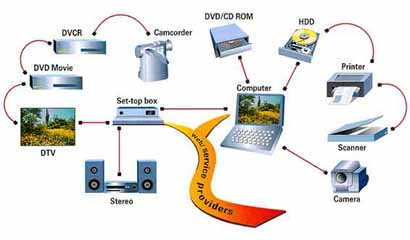 DVCR
Camcorder
DVD/CD ROM
HDD
DVD Movie
Printer
Set-top box
Computer
DTV
Scanner
Stereo
Camera
web/service
providers